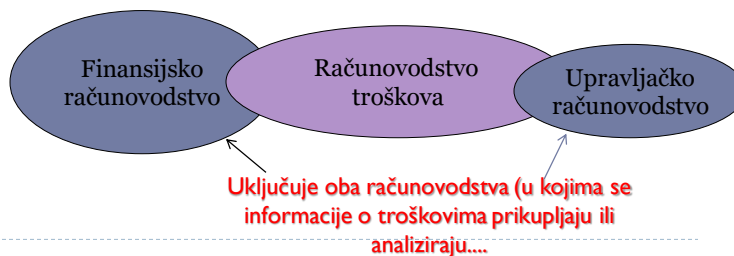 Finansijsko
računovodstvo
Računovodstvo
troškova
Upravljačko
računovodstvo
Uključuje oba računovodstva (u kojima se
informacije o troškovima prikupljaju ili
analiziraju....